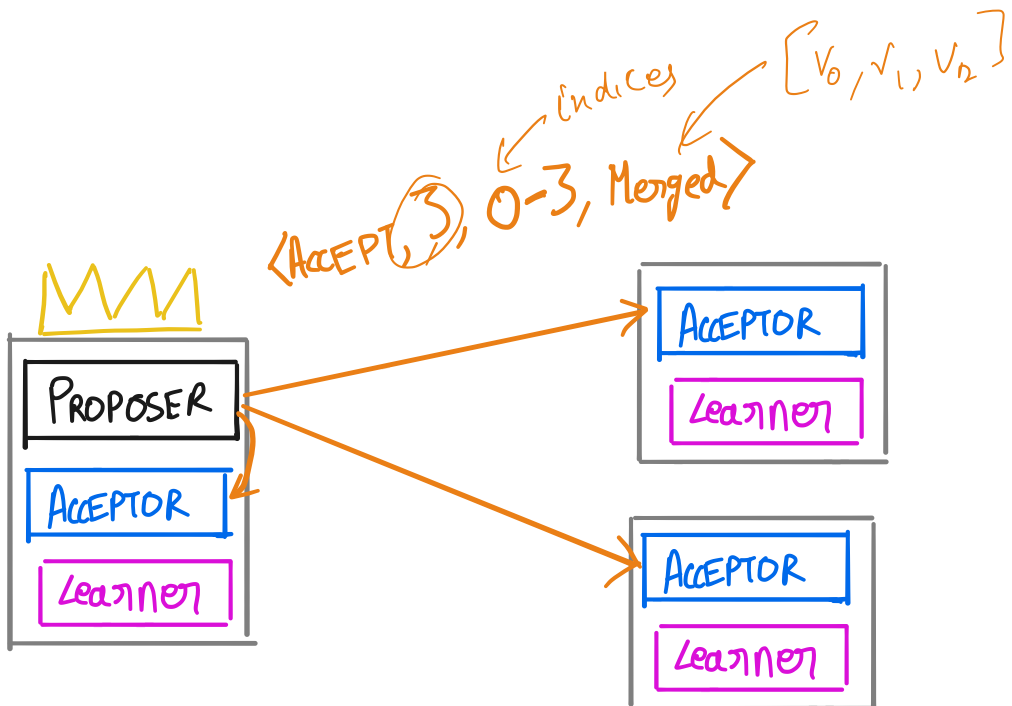 [V0, V1, V2]
indices
<ACCEPT, 3, 0-3, Merged>
PROPOSER
ACCEPTOR
Learner
ACCEPTOR
Learner
ACCEPTOR
Learner